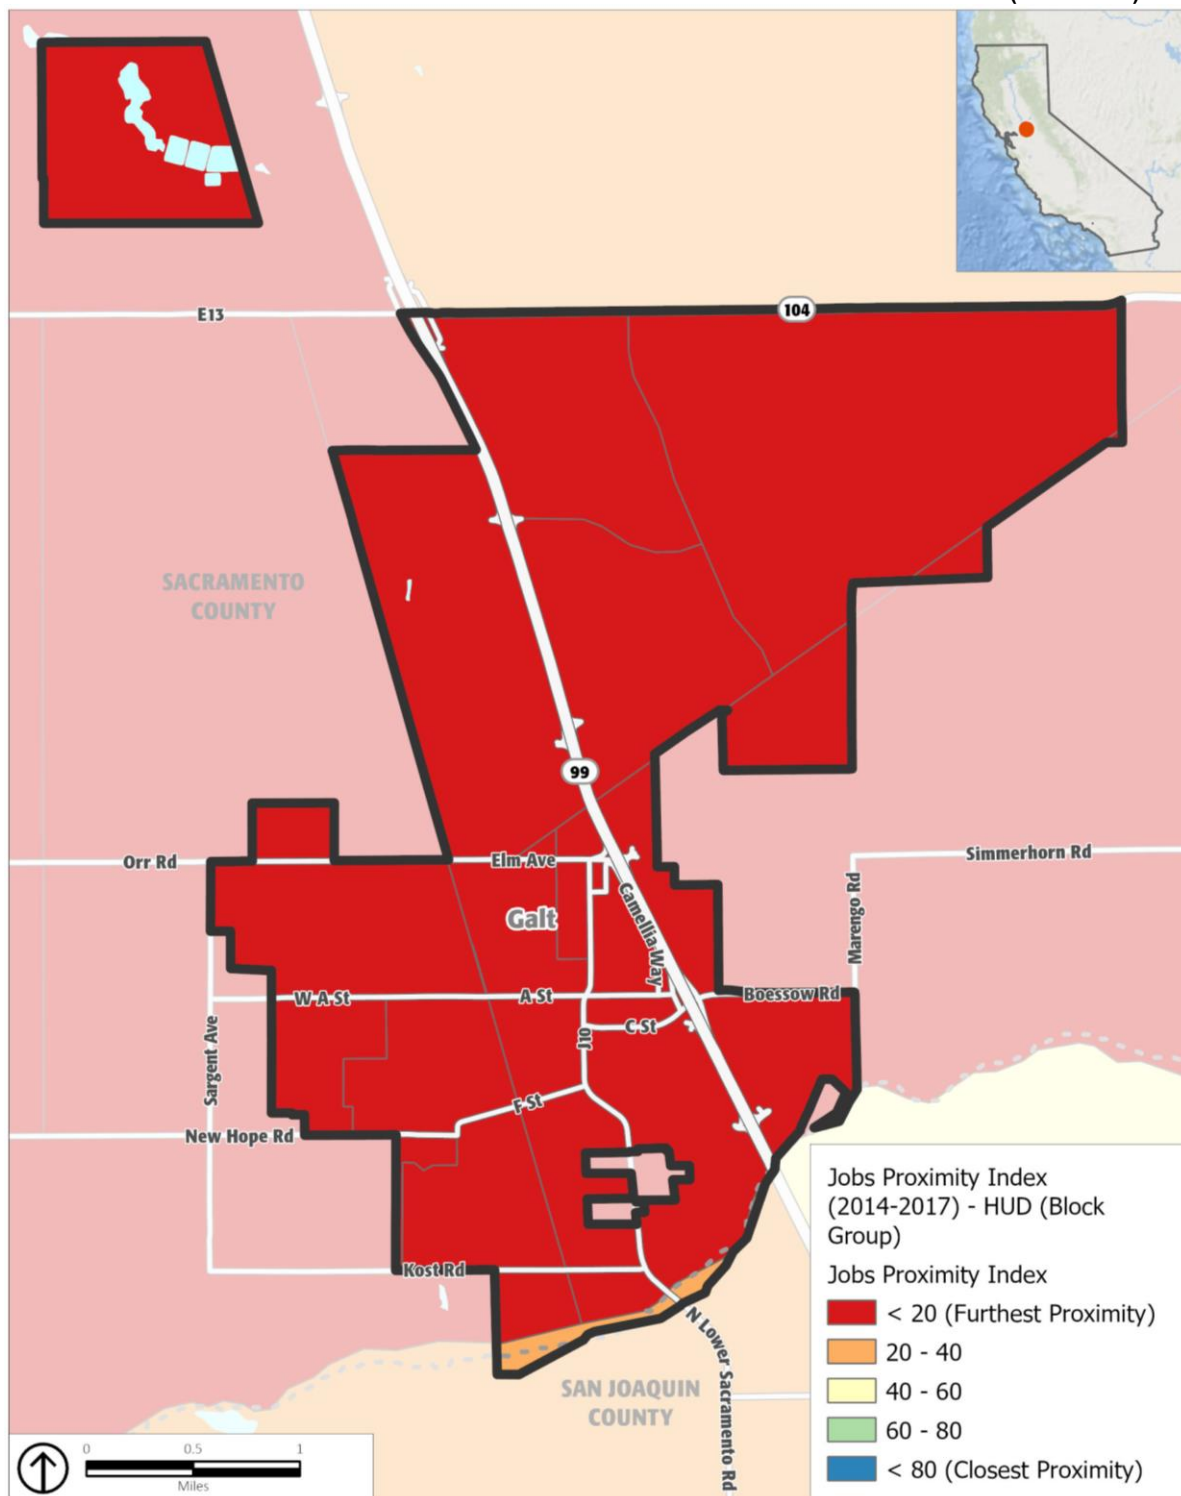 E13
104
SACRAMENTO
COUNTY
99
Orr Rd
Elm Ave
Simmerhorn Rd
Galt
Camellia Way
Marengo Rd
W A St
A St
Boessow Rd
C St
J10
Sargent Ave
F St
New Hope Rd
Kost Rd
N Lower Sacramento Rd
SAN JOAQUIN
COUNTY
Jobs Proximity Index
(2014-2017) - HUD (Block
Group)
Jobs Proximity Index
< 20 (Furthest Proximity)
20 - 40
40 - 60
60 - 80
< 80 (Closest Proximity)
0 0.5 1
Miles